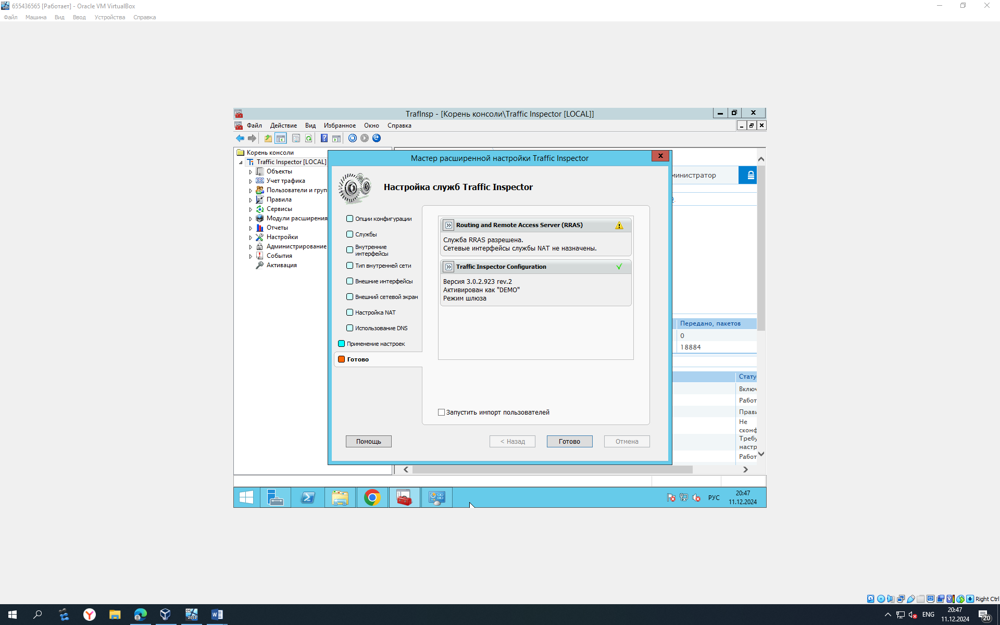 655436565 [Работает] - Oracle VM VirtualBox
Файл Машина Вид Ввод Устройства Справка
TrafInsp - [Корень консоли\Traffic Inspector [LOCAL]]
Файл Действие Вид Избранное Окно Справка
Корень консоли
Traffic Inspector [LOCAL]
Объекты
Учет трафика
Пользователи и груп
Правила
Сервисы
Модули расширения
Отчеты
Настройки
Администрирование
События
Активация
Мастер расширенной настройки Traffic Inspector
Настройка служб Traffic Inspector
Опции конфигурации
Службы
Внутренние
интерфейсы
Тип внутренней сети
Внешние интерфейсы
Внешний сетевой экран
Настройка NAT
Использование DNS
Применение настроек
Готово
Routing and Remote Access Server (RRAS)
Служба RRAS разрешена.
Сетевые интерфейсы службы NAT не назначены.
Traffic Inspector Configuration
Версия 3.0.2.923 rev.2
Активирован как "DEMO"
Режим шлюза
Запустить импорт пользователей
Помощь
< Назад
Готово
Отмена
министратор
Передано, пакетов
0
18884
Стату
Включ
Работ
Прави
Не
сконф
Требу
настр
Работ
РУС
20:47
11.12.2024
Right Ctrl
ENG
20:47
11.12.2024
20